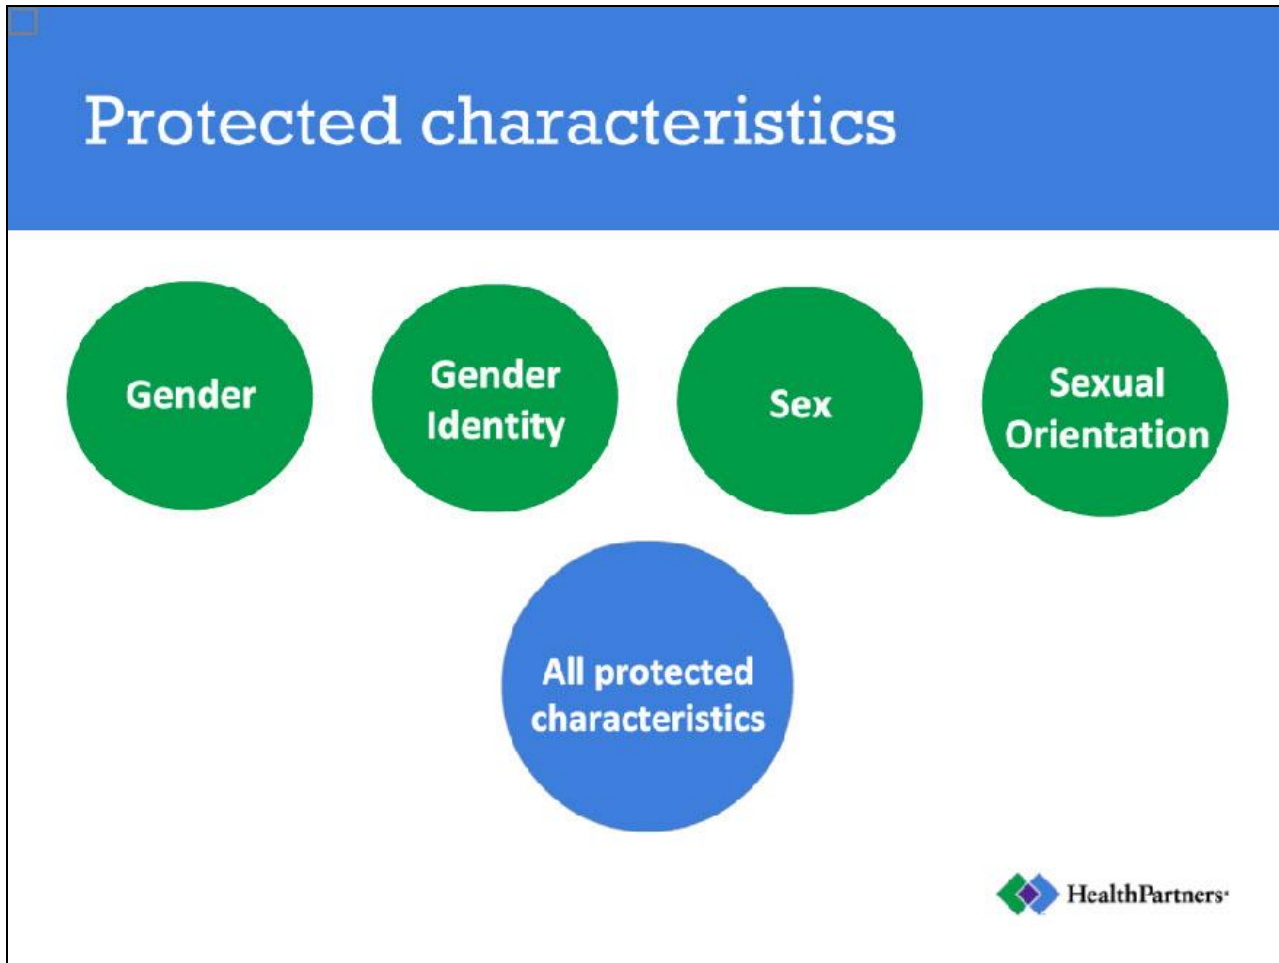 Protected characteristics
Gender
Gender
Identity
Sex
Sexual
Orientation
All protected
characteristics
HealthPartners